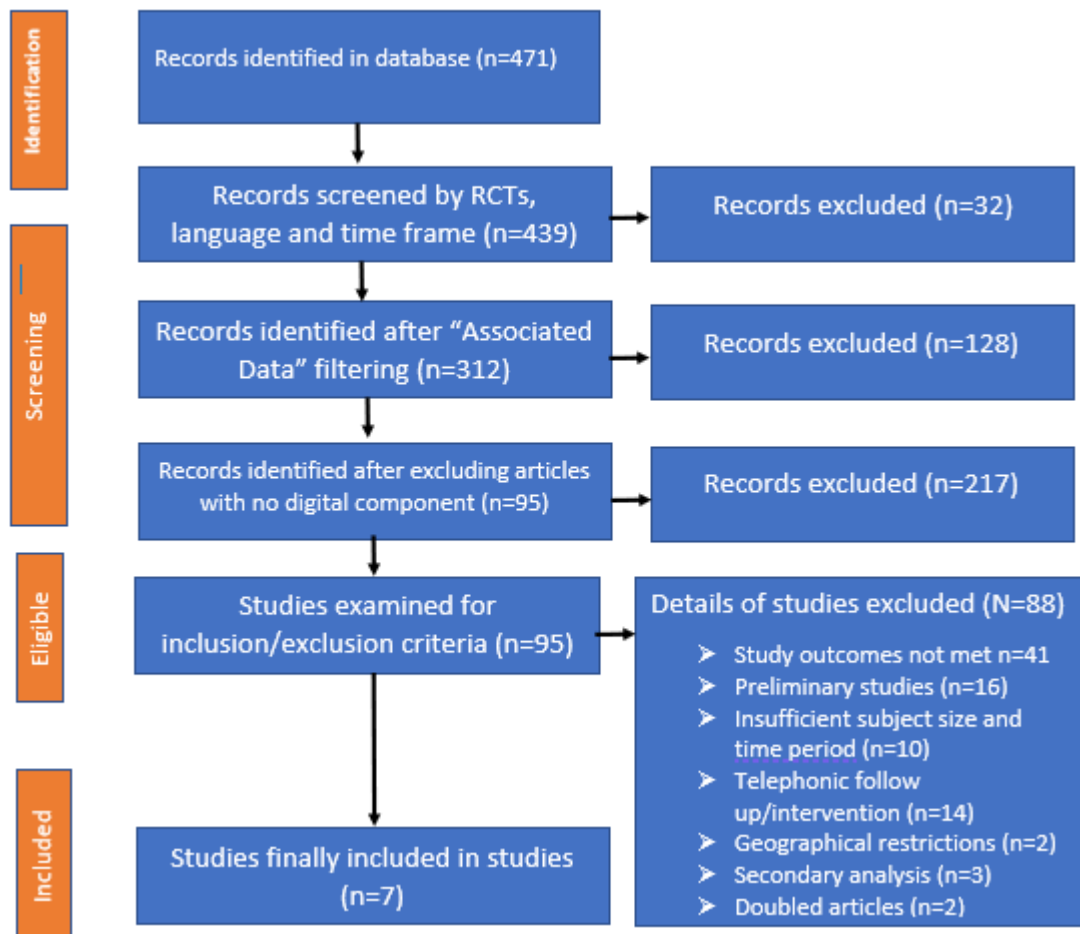 Identification
Records identified in database (n=471)
Records screened by RCTs,
language and time frame (n=439)
Records excluded (n=32)
Screening
Records identified after “Associated
Data” filtering (n=312)
Records excluded (n=128)
Records identified after excluding articles
with no digital component (n=95)
Records excluded (n=217)
Eligible
Studies examined for
inclusion/exclusion criteria (n=95)
Details of studies excluded (N=88)
➢ Study outcomes not met n=41
➢ Preliminary studies (n=16)
➢ Insufficient subject size and
time period (n=10)
➢ Telephonic follow
up/intervention (n=14)
➢ Geographical restrictions (n=2)
➢ Secondary analysis (n=3)
➢ Doubled articles (n=2)
Included
Studies finally included in studies
(n=7)